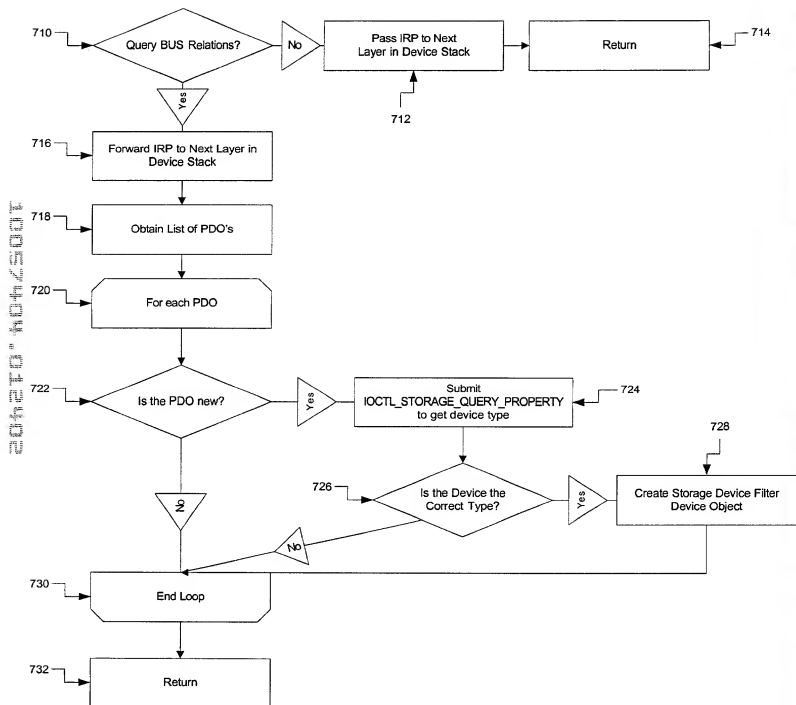 710
Query BUS Relations?
No
Pass IRP to Next
Layer in Device Stack
712
Return
714
Yes
716
Forward IRP to Next Layer in
Device Stack
718
Obtain List of PDO's
720
For each PDO
722
Is the PDO new?
Yes
Submit
IOCTL_STORAGE_QUERY_PROPERTY
to get device type
724
No
726
Is the Device the
Correct Type?
Yes
728
Create Storage Device Filter
Device Object
No
730
End Loop
732
Return